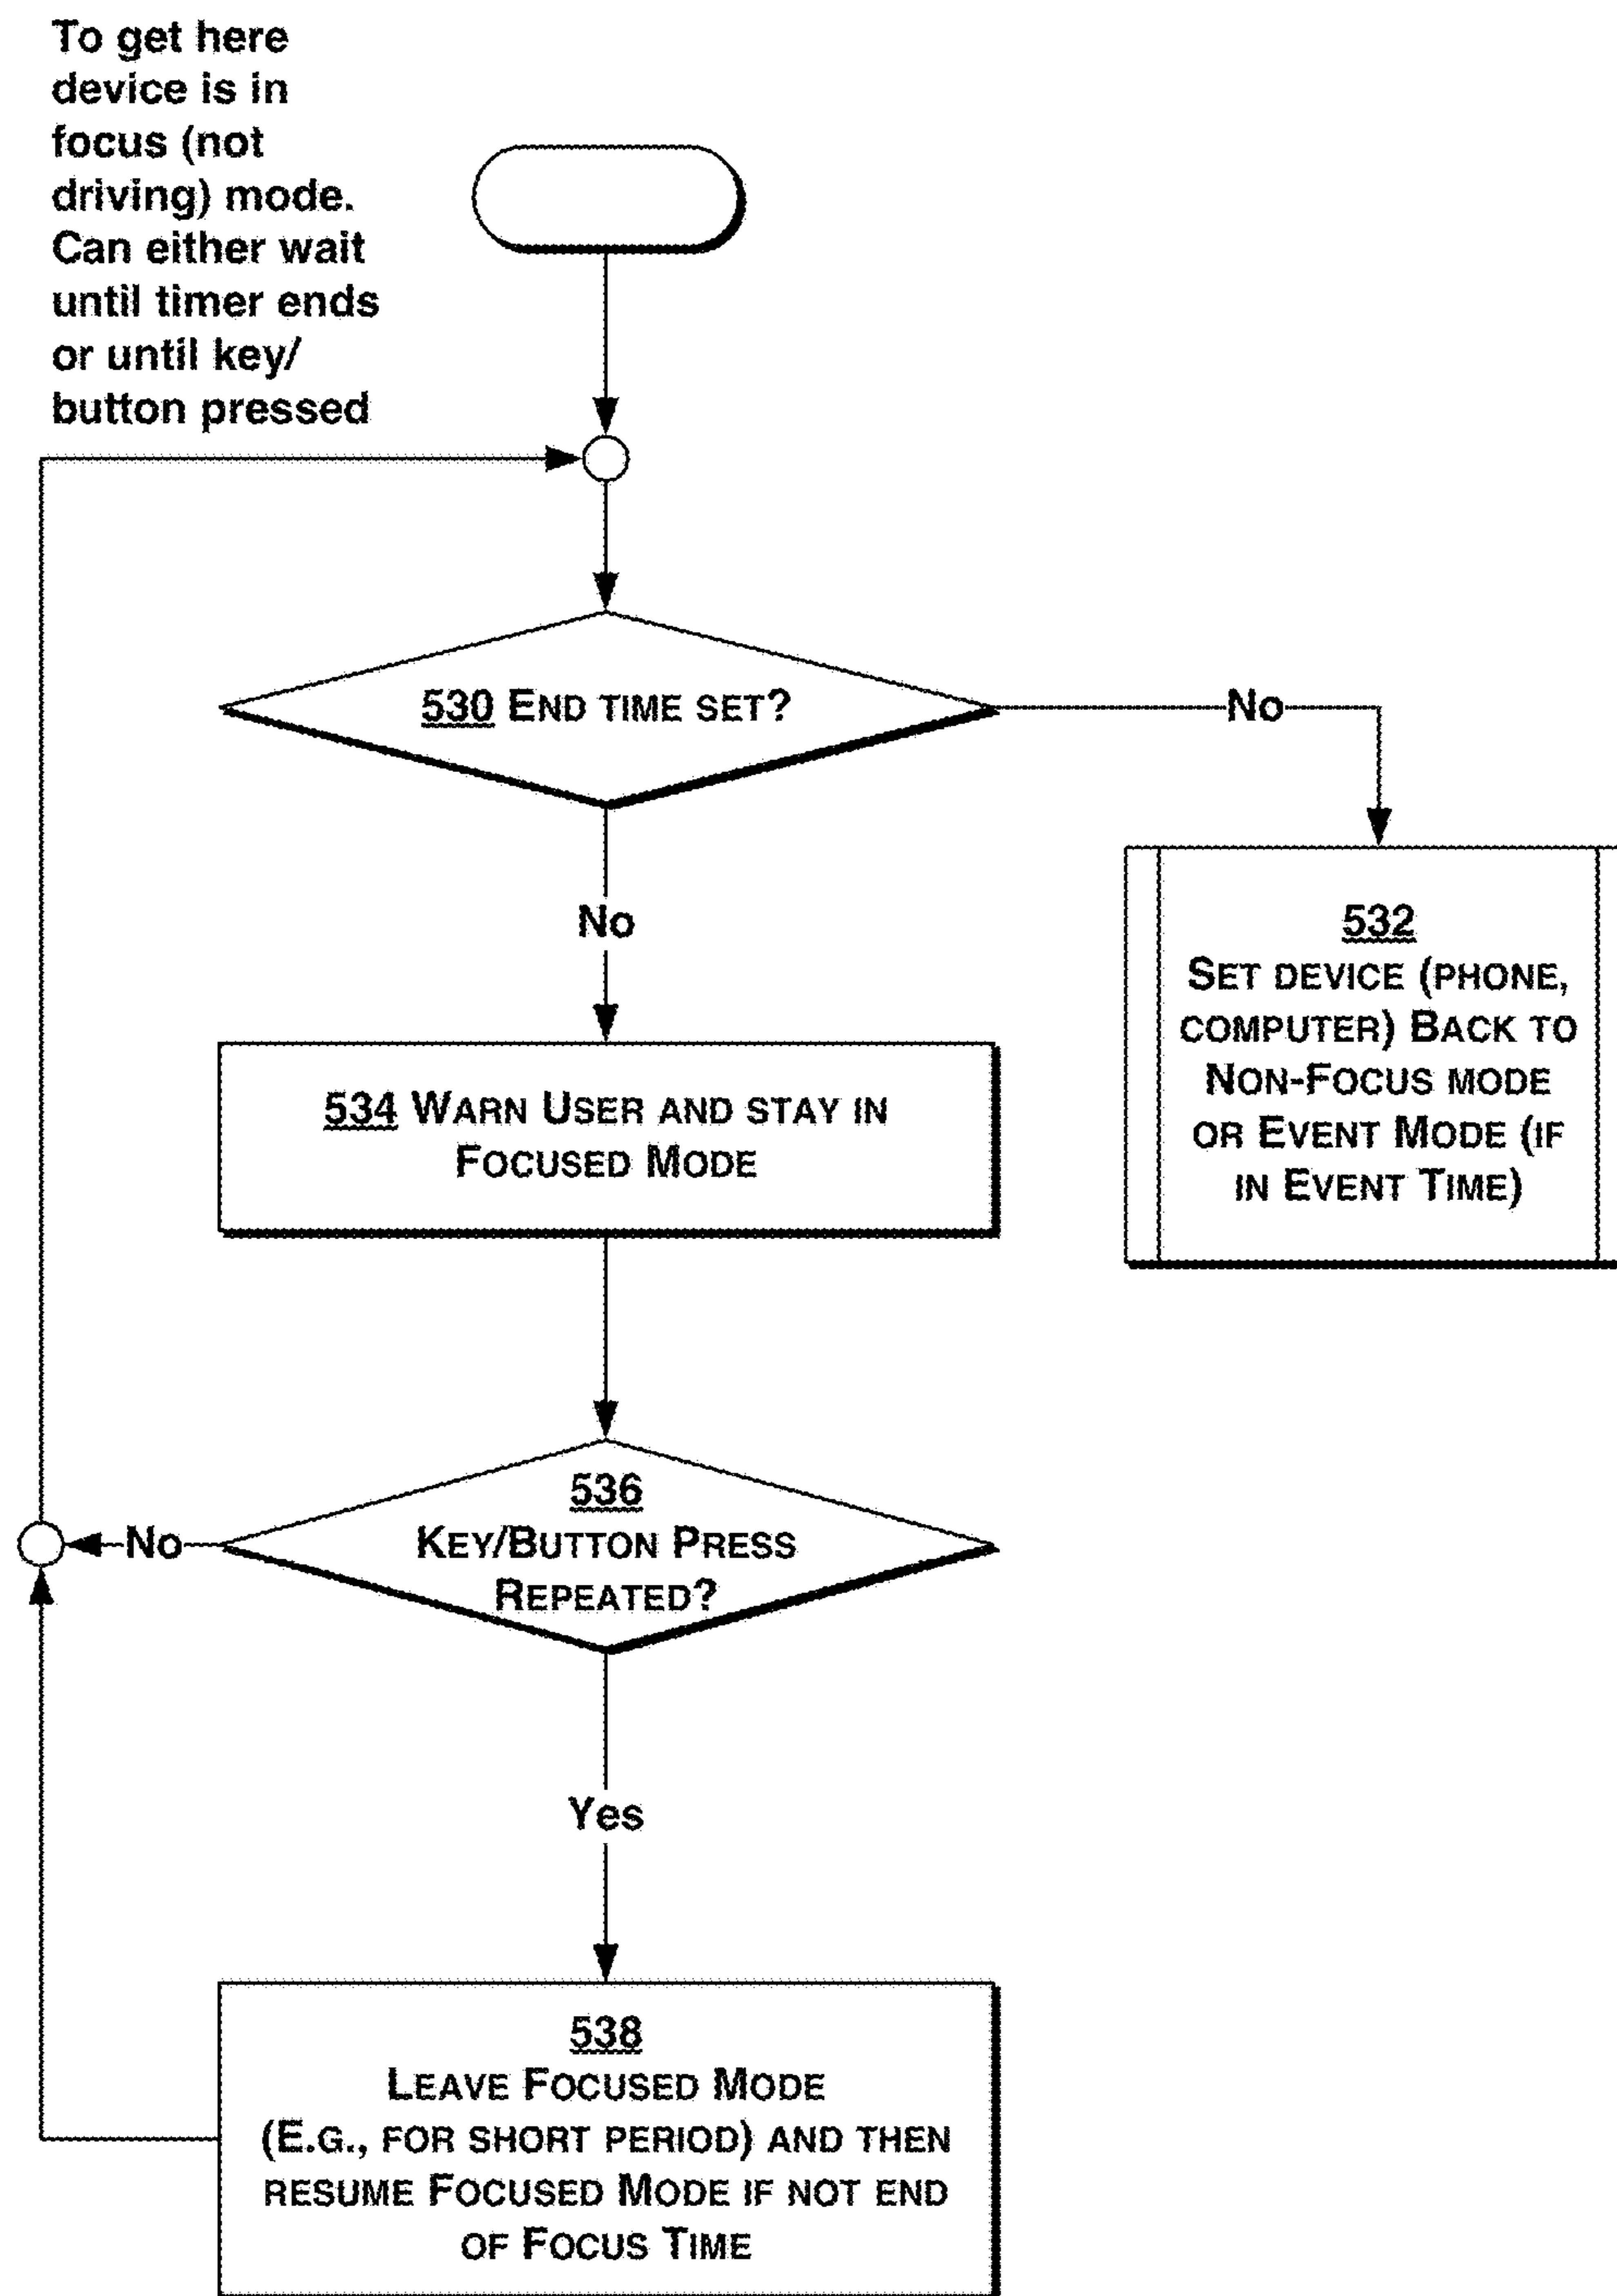 To get here
device is in
focus (not
driving) mode.
Can either wait
until timer ends
or until key/
button pressed
530 END TIME SET?
No
No
532
SET DEVICE (PHONE,
COMPUTER) BACK TO
NON-FOCUS MODE
OR EVENT MODE (IF
IN EVENT TIME)
534 WARN USER AND STAY IN
FOCUSED MODE
536
KEY/BUTTON PRESS
REPEATED?
No
Yes
538
LEAVE FOCUSED MODE
(E.G., FOR SHORT PERIOD) AND THEN
RESUME FOCUSED MODE IF NOT END
OF FOCUS TIME